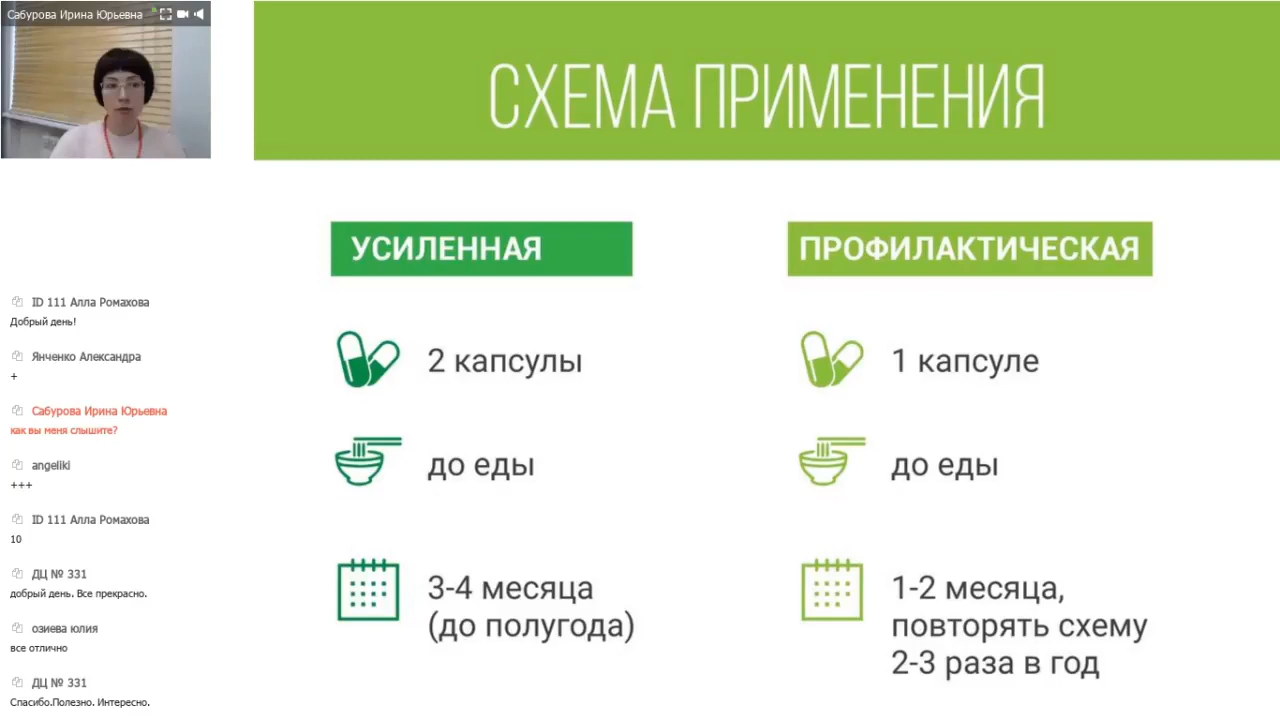 Сабурова Ирина Юрьевна
СХЕМА ПРИМЕНЕНИЯ
УСИЛЕННАЯ
2 капсулы
до еды
3-4 месяца
(до полугода)
ПРОФИЛАКТИЧЕСКАЯ
1 капсуле
до еды
1-2 месяца,
повторять схему
2-3 раза в год
ID 111 Алла Ромахова
Добрый день!
Янченко Александра
+
Сабурова Ирина Юрьевна
как вы меня слышите?
angeliki
+++
ID 111 Алла Ромахова
10
ДЦ № 331
добрый день. Все прекрасно.
озиева юлия
все отлично
ДЦ № 331
Спасибо.Полезно. Интересно.